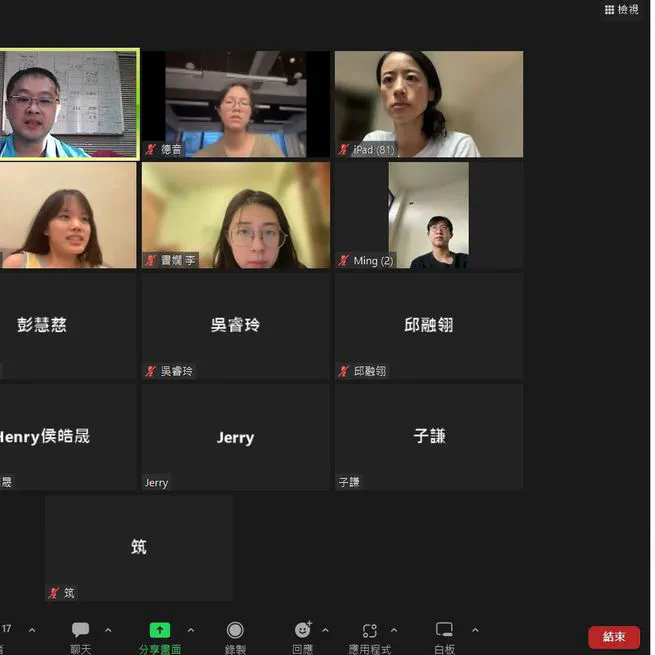 檢視
德音
iPad (81)
書嫺 李
Ming (2)
彭慧慈
吳睿玲
邱融翎
吳睿玲
邱融翎
Henry侯皓晟
Jerry
子謙
晟
Jerry
子謙
筑
筑
17
聊天
分享畫面
錄製
回應
應用程式
白板
結束